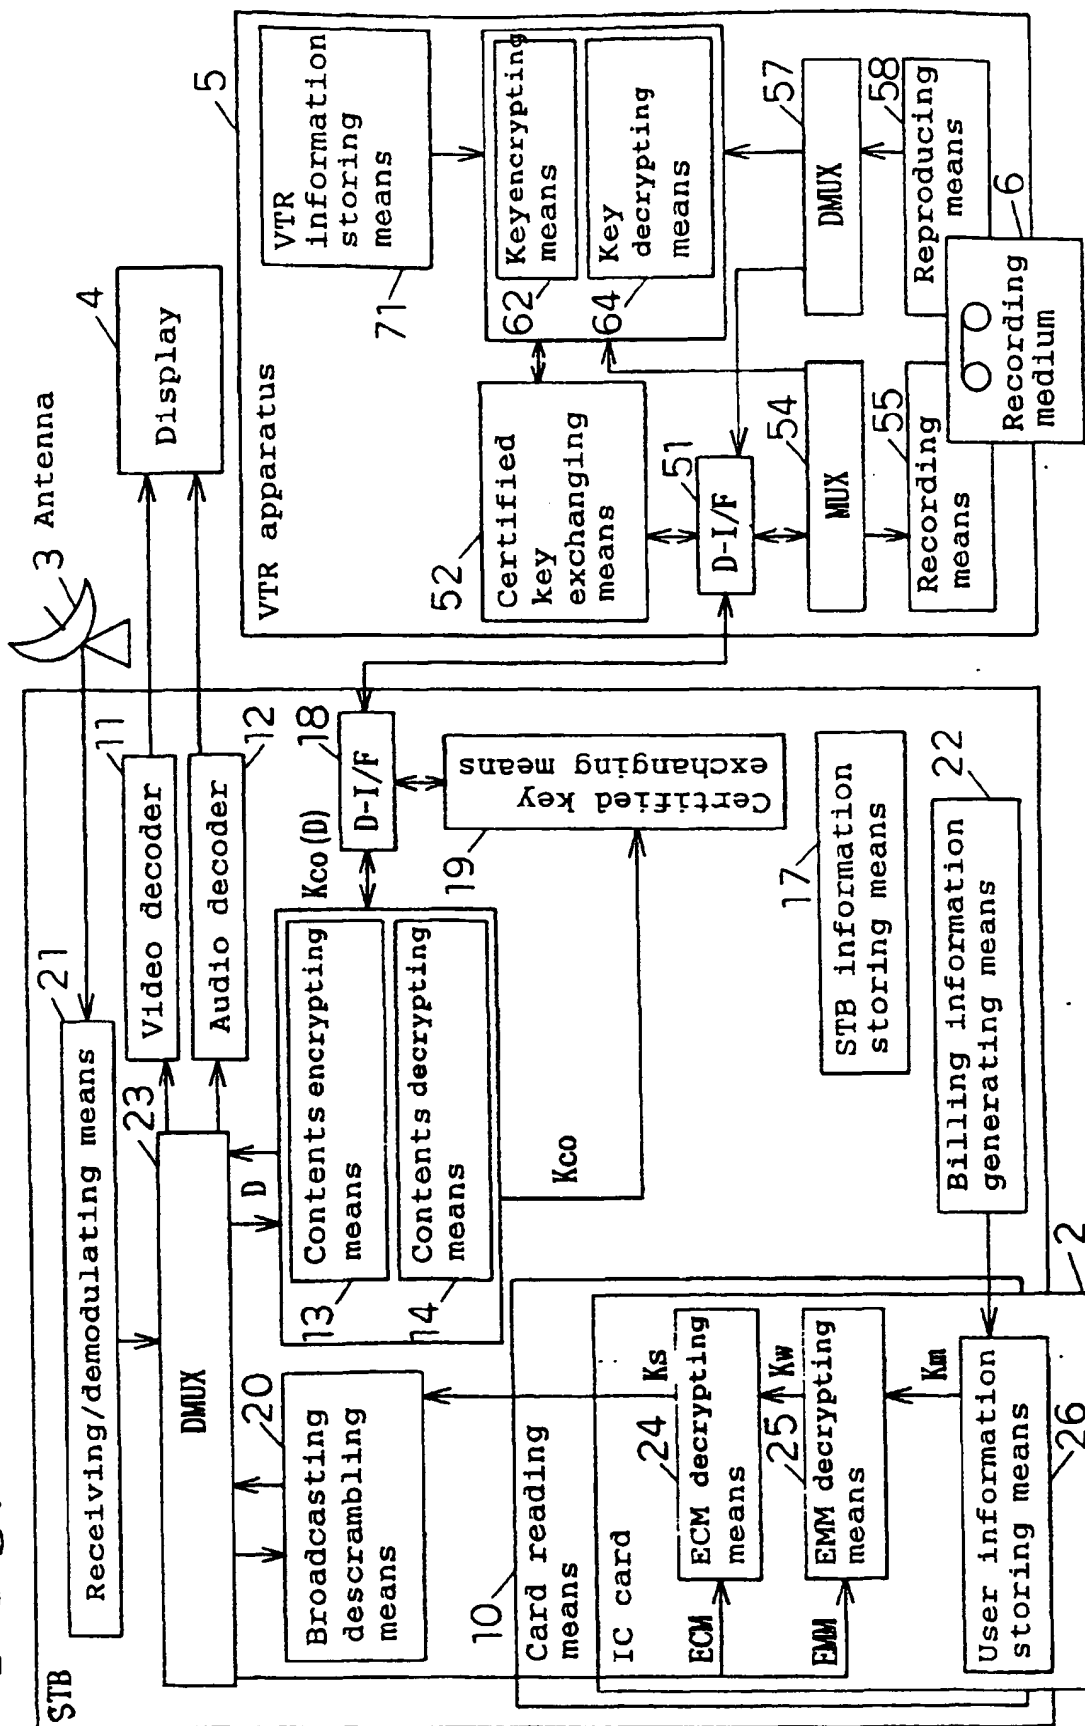 STB
Receiving/demodulating means
21
3 Antenna
4
Display
DMUX
23
Video decoder
11
Audio decoder
12
D
Broadcasting
descrambling
means
20
Contents encrypting
means
13
Contents decrypting
means
14
Kco(D)
D-I/F
18
Kco
Certified key
exchanging means
19
10
Card reading
means
IC card
ECM
EMM
Ks
24
ECM decrypting
means
Kw
25
EMM decrypting
means
Km
User information
storing means
26
2
17
STB information
storing means
22
Billing information
generating means
5
VTR apparatus
VTR
information
storing
means
71
Keyencrypting
means
62
Key
decrypting
means
64
52
Certified
key
exchanging
means
51
D-I/F
54
MUX
57
DMUX
55
Recording
means
58
Reproducing
means
6
Recording
medium